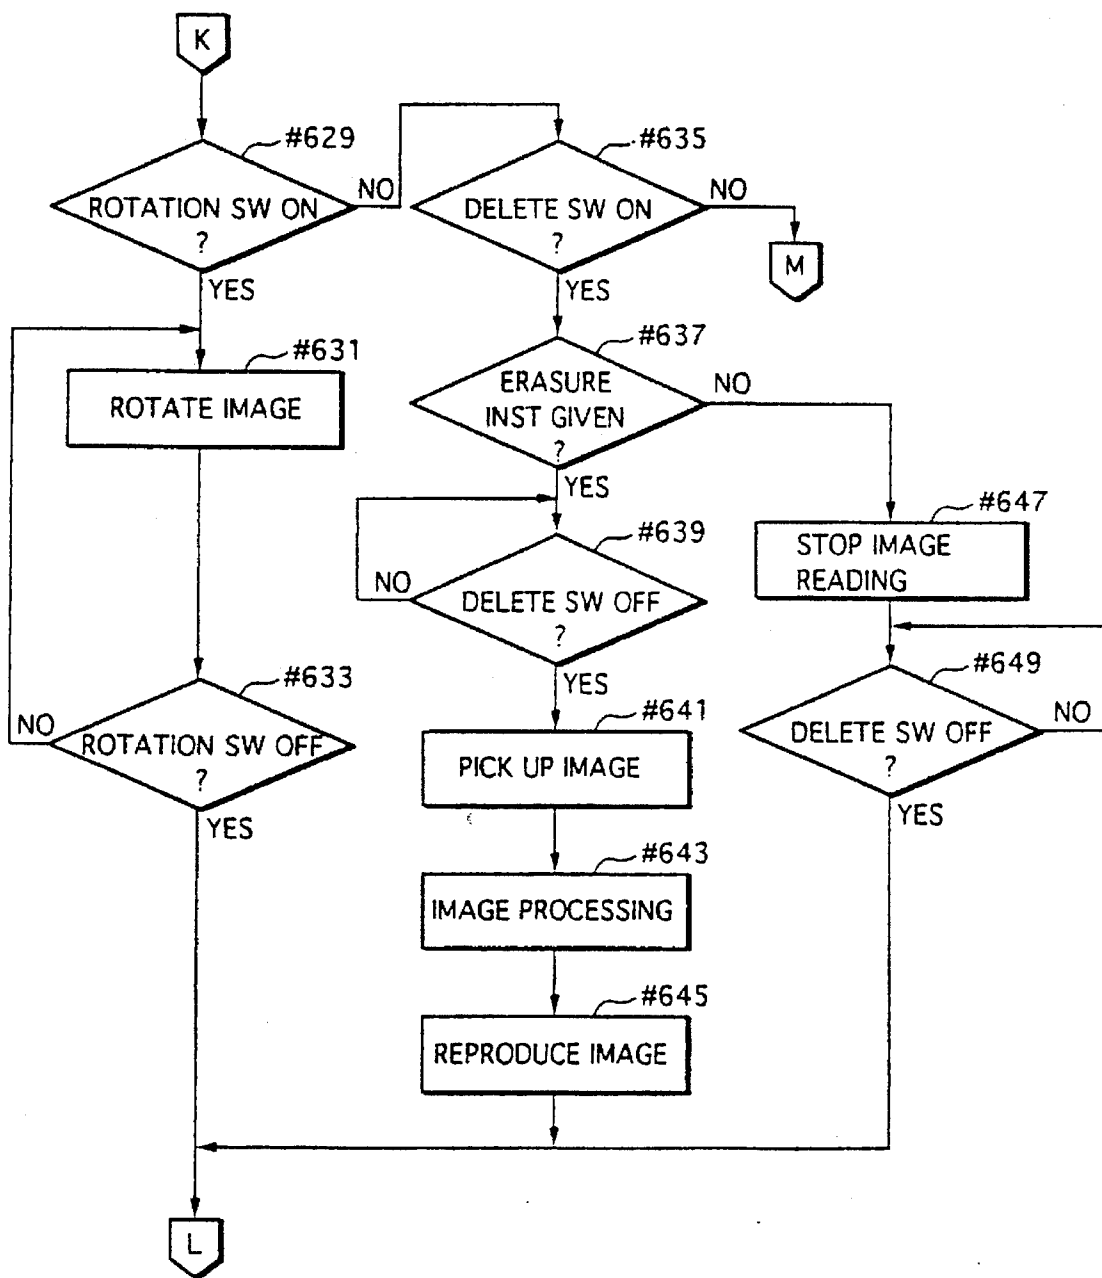 K
#629
ROTATION SW ON
?
NO
YES
#635
DELETE SW ON
?
NO
YES
M
#631
ROTATE IMAGE
#637
ERASURE
INST GIVEN
?
NO
YES
#639
DELETE SW OFF
?
NO
YES
#647
STOP IMAGE
READING
#633
ROTATION SW OFF
?
NO
YES
#641
PICK UP IMAGE
#649
DELETE SW OFF
?
NO
YES
#643
IMAGE PROCESSING
#645
REPRODUCE IMAGE
L